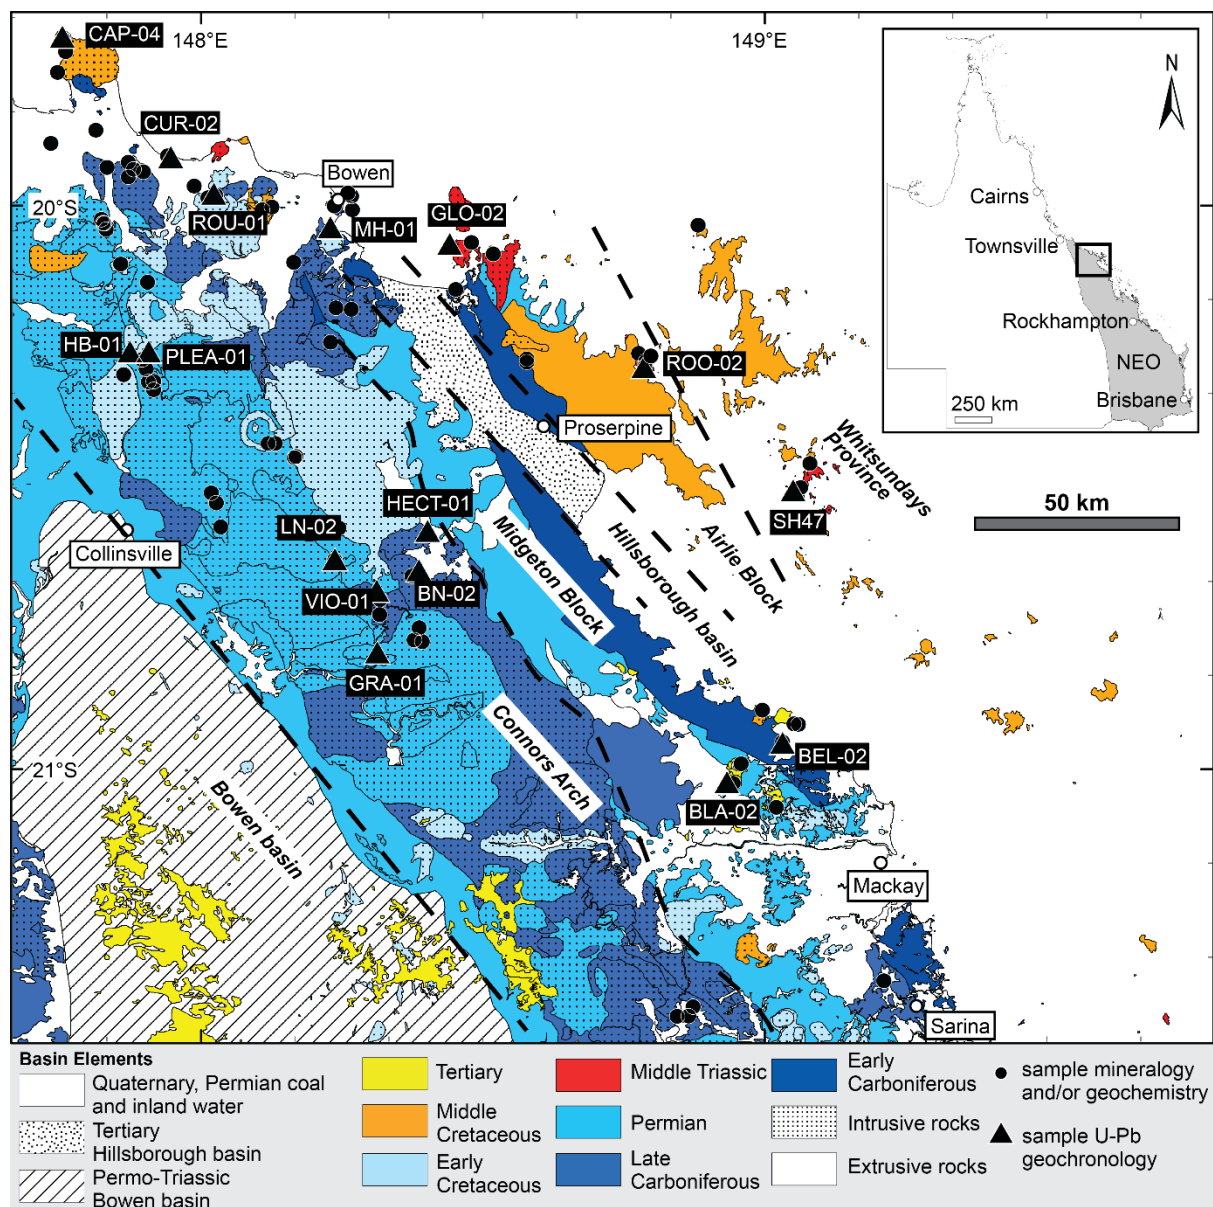 148°E
149°E
CAP-04
CUR-02
Bowen
20°S
ROU-01
MH-01
GLO-02
HB-01
PLEA-01
ROO-02
Proserpine
Whitsundays
Province
HECT-01
SH47
50 km
LN-02
Collinsville
Midgeton Block
Hillsborough basin
Airlie Block
VIO-01
BN-02
GRA-01
Connors Arch
BEL-02
21°S
BLA-02
Bowen basin
Mackay
Sarina
N
Cairns
Townsville
Rockhampton
NEO
Brisbane
250 km
Basin Elements
Quaternary, Permian coal
and inland water
Tertiary
Hillsborough basin
Permo-Triassic
Bowen basin
Tertiary
Middle
Cretaceous
Early
Cretaceous
Middle Triassic
Permian
Late
Carboniferous
Early
Carboniferous
Intrusive rocks
Extrusive rocks
sample mineralogy
and/or geochemistry
sample U-Pb
geochronology